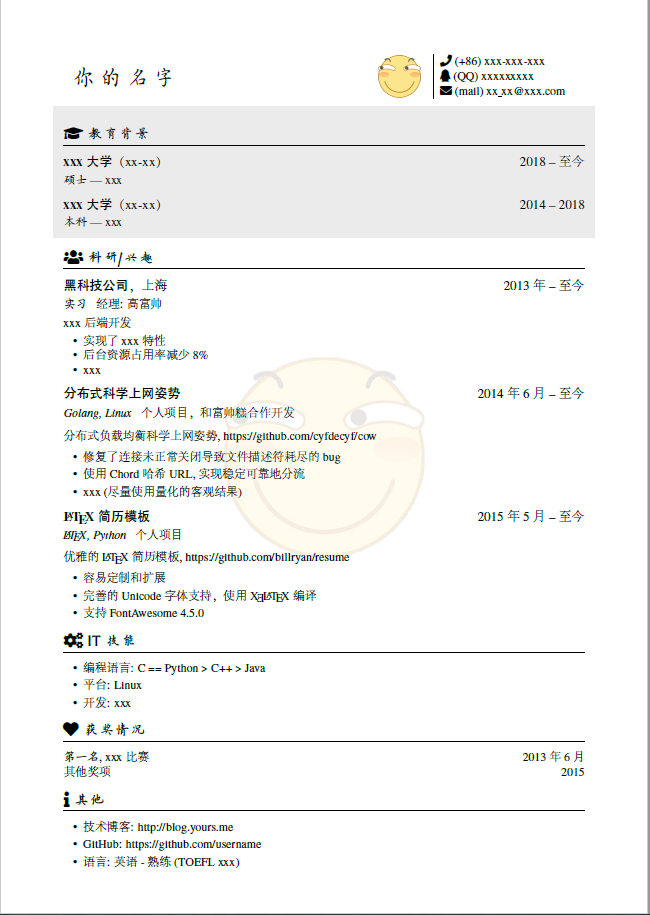 你的名字
(+86) xxx-xxx-xxx
(QQ) xxxxxxxxx
(mail) xx_xx@xxx.com
教育背景
xxx 大学（xx-xx） 2018 – 至今
硕士 — xxx
xxx 大学（xx-xx） 2014 – 2018
本科 — xxx
科研/兴趣
黑科技公司，上海 2013 年 – 至今
实习 经理: 高富帅
xxx 后端开发
• 实现了 xxx 特性
• 后台资源占用率减少 8%
• xxx
分布式科学上网姿势 2014 年 6 月 – 至今
Golang, Linux 个人项目，和富帅糕合作开发
分布式负载均衡科学上网姿势, https://github.com/cyfdecyf/cow
• 修复了连接未正常关闭导致文件描述符耗尽的 bug
• 使用 Chord 哈希 URL, 实现稳定可靠地分流
• xxx (尽量使用量化的客观结果)
LATEX 简历模板 2015 年 5 月 – 至今
LATEX, Python 个人项目
优雅的 LATEX 简历模板, https://github.com/billryan/resume
• 容易定制和扩展
• 完善的 Unicode 字体支持，使用 XELATEX 编译
• 支持 FontAwesome 4.5.0
IT 技能
• 编程语言: C == Python > C++ > Java
• 平台: Linux
• 开发: xxx
获奖情况
第一名, xxx 比赛 2013 年 6 月
其他奖项 2015
其他
• 技术博客: http://blog.yours.me
• GitHub: https://github.com/username
• 语言: 英语 - 熟练 (TOEFL xxx)